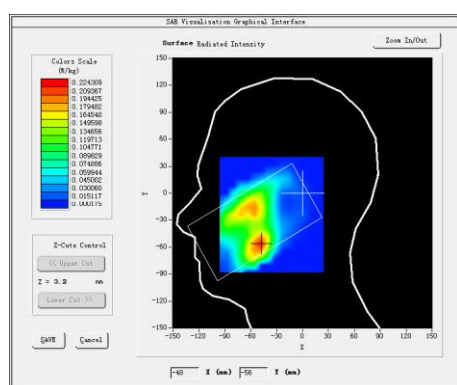 SAR Visualisation Graphical Interface
Surface Radiated Intensity
Zoom In/Out
Colors Scale
(W/kg)
0.224309
0.209367
0.194425
0.179482
0.164540
0.149598
0.134656
0.119713
0.104771
0.089829
0.074886
0.059944
0.045002
0.030060
0.015117
0.000175
150
120
90
60
30
0
-30
-60
-90
-120
-150
Y
-150 -120 -90 -60 -30 0 30 60 90 120 150
X
Z-Cuts Control
<< Upper Cut
Z = 3.2 mm
Lower Cut >>
SAVE Cancel
-48 X (mm) -56 Y (mm)